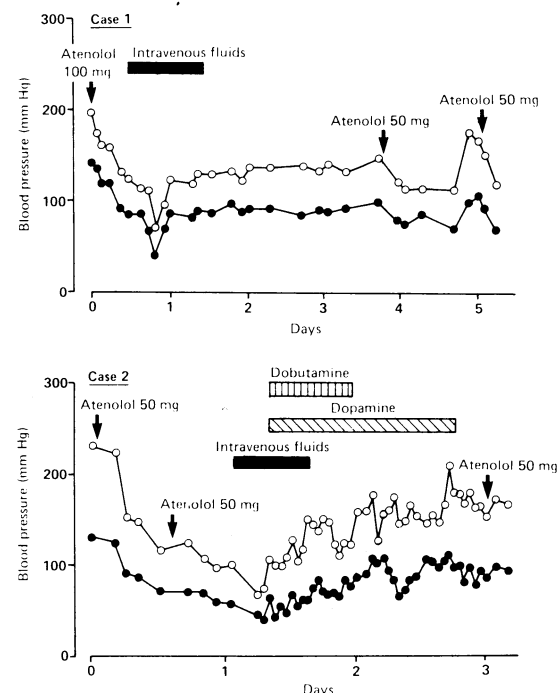 300
Case 1
Atenolol
100 mg
Intravenous fluids
Atenolol 50 mg
Atenolol 50 mg
200
100
0
Blood pressure (mm Hg)
0 1 2 3 4 5
Days
300
Case 2
Dobutamine
Atenolol 50 mg
Dopamine
Intravenous fluids
Atenolol 50 mg
Atenolol 50 mg
200
100
0
Blood pressure (mm Hg)
0 1 2 3
Days